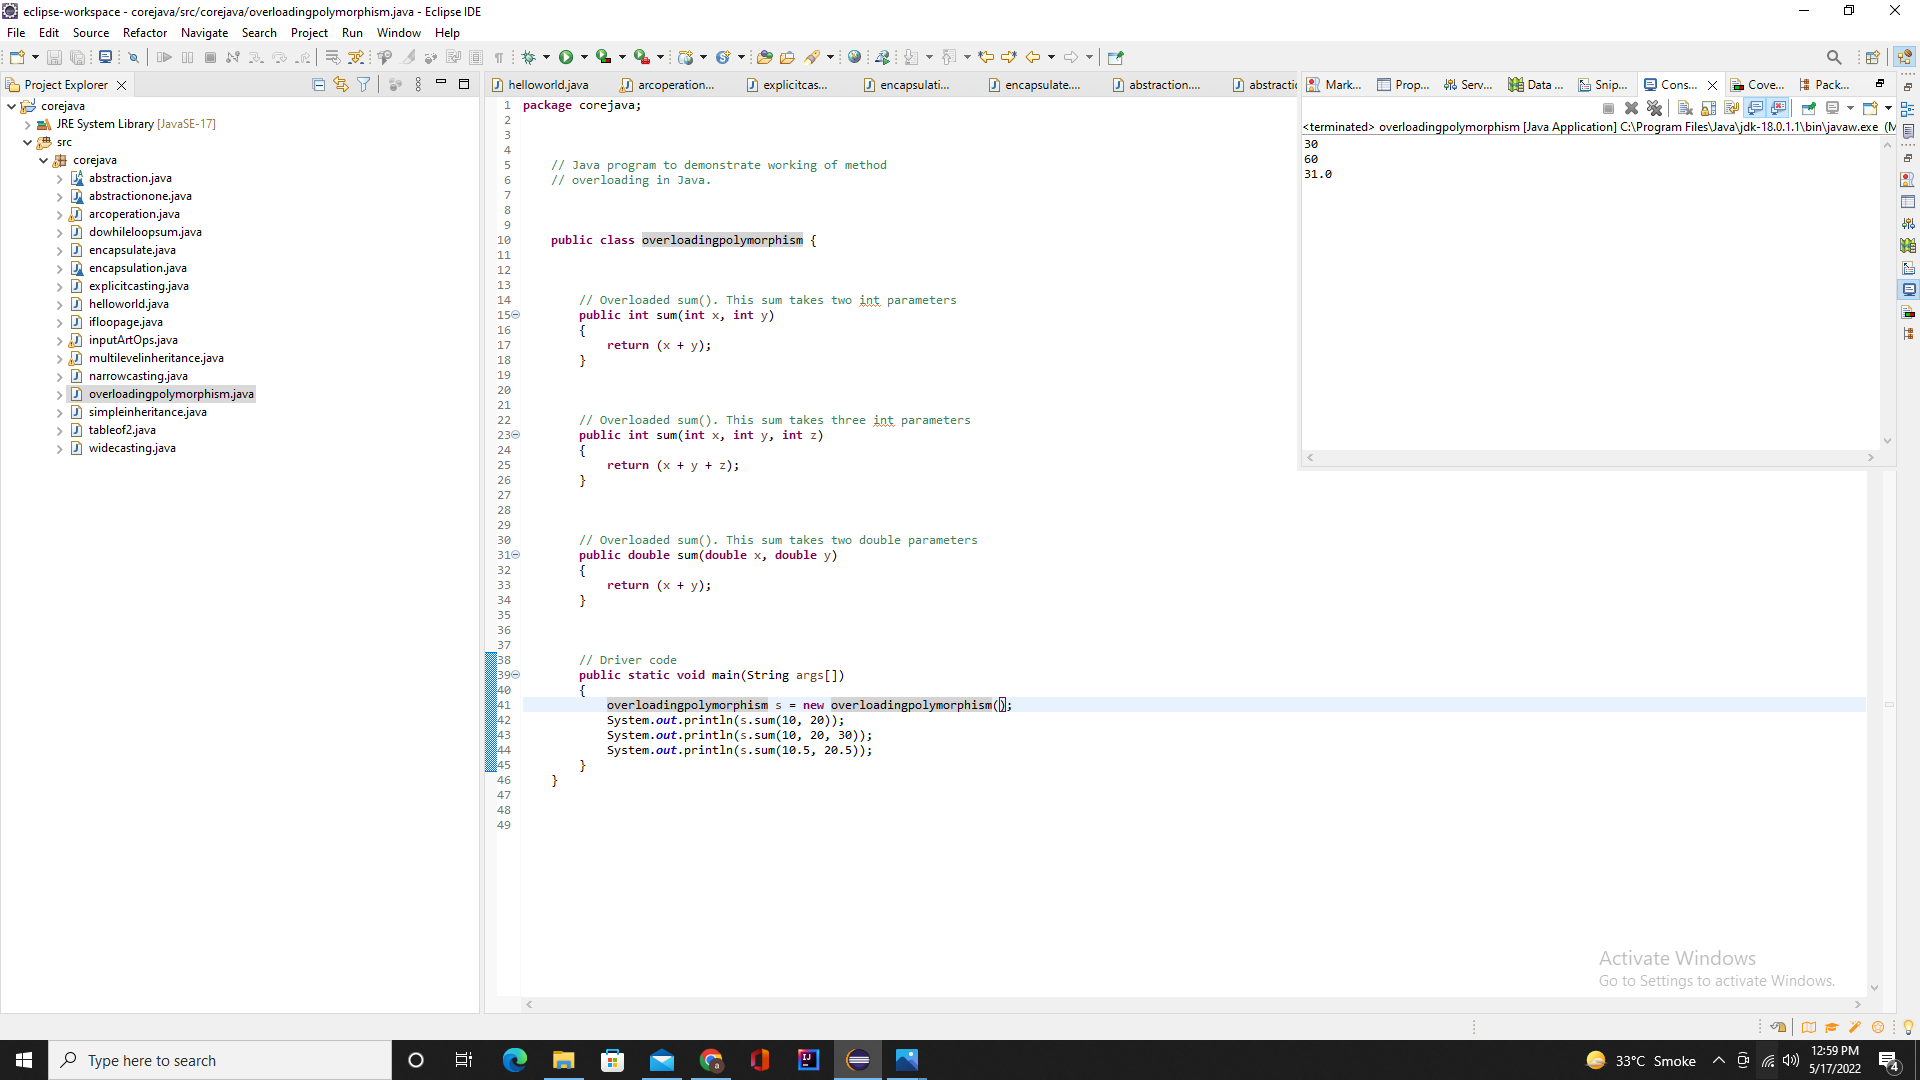 eclipse-workspace - corejava/src/corejava/overloadingpolymorphism.java - Eclipse IDE
File Edit Source Refactor Navigate Search Project Run Window Help
Project Explorer
corejava
JRE System Library [JavaSE-17]
src
corejava
abstraction.java
abstractionone.java
arcoperation.java
dowhileloopsum.java
encapsulate.java
encapsulation.java
explicitcasting.java
helloworld.java
ifloopage.java
inputArtOps.java
multilevelinheritance.java
narrowcasting.java
overloadingpolymorphism.java
simpleinheritance.java
tableof2.java
widecasting.java
helloworld.java arcoperation... explicitcas... encapsulati... encapsulate.... abstraction.... abstractic
1 package corejava;
2
3
4
5 // Java program to demonstrate working of method
6 // overloading in Java.
7
8
9
10 public class overloadingpolymorphism {
11
12
13
14 // Overloaded sum(). This sum takes two int parameters
15 public int sum(int x, int y)
16 {
17 return (x + y);
18 }
19
20
21
22 // Overloaded sum(). This sum takes three int parameters
23 public int sum(int x, int y, int z)
24 {
25 return (x + y + z);
26 }
27
28
29
30 // Overloaded sum(). This sum takes two double parameters
31 public double sum(double x, double y)
32 {
33 return (x + y);
34 }
35
36
37
38 // Driver code
39 public static void main(String args[])
40 {
41 overloadingpolymorphism s = new overloadingpolymorphism();
42 System.out.println(s.sum(10, 20));
43 System.out.println(s.sum(10, 20, 30));
44 System.out.println(s.sum(10.5, 20.5));
45 }
46 }
47
48
49
Mark... Prop... Serv... Data ... Snip... Cons... Cove... Pack...
<terminated> overloadingpolymorphism [Java Application] C:\Program Files\Java\jdk-18.0.1.1\bin\javaw.exe (M
30
60
31.0
Activate Windows
Go to Settings to activate Windows.
Type here to search
33°C Smoke
12:59 PM
5/17/2022
4